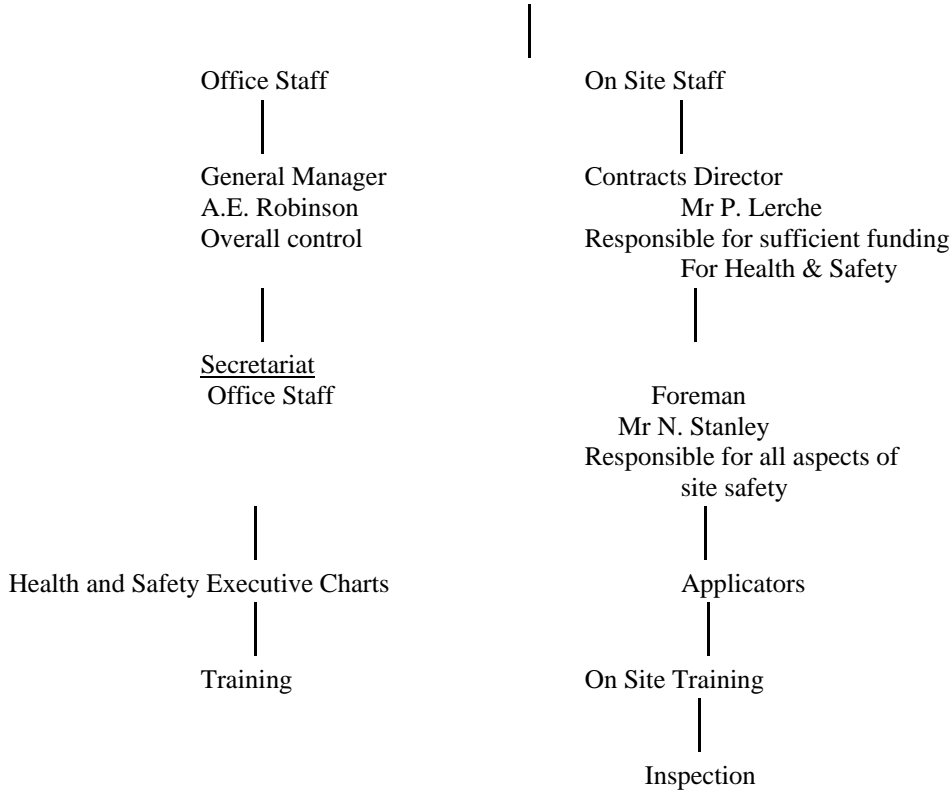 Office Staff
On Site Staff
General Manager
A.E. Robinson
Overall control
Contracts Director
Mr P. Lerche
Responsible for sufficient funding
For Health & Safety
Secretariat
Office Staff
Foreman
Mr N. Stanley
Responsible for all aspects of
site safety
Health and Safety Executive Charts
Applicators
Training
On Site Training
Inspection